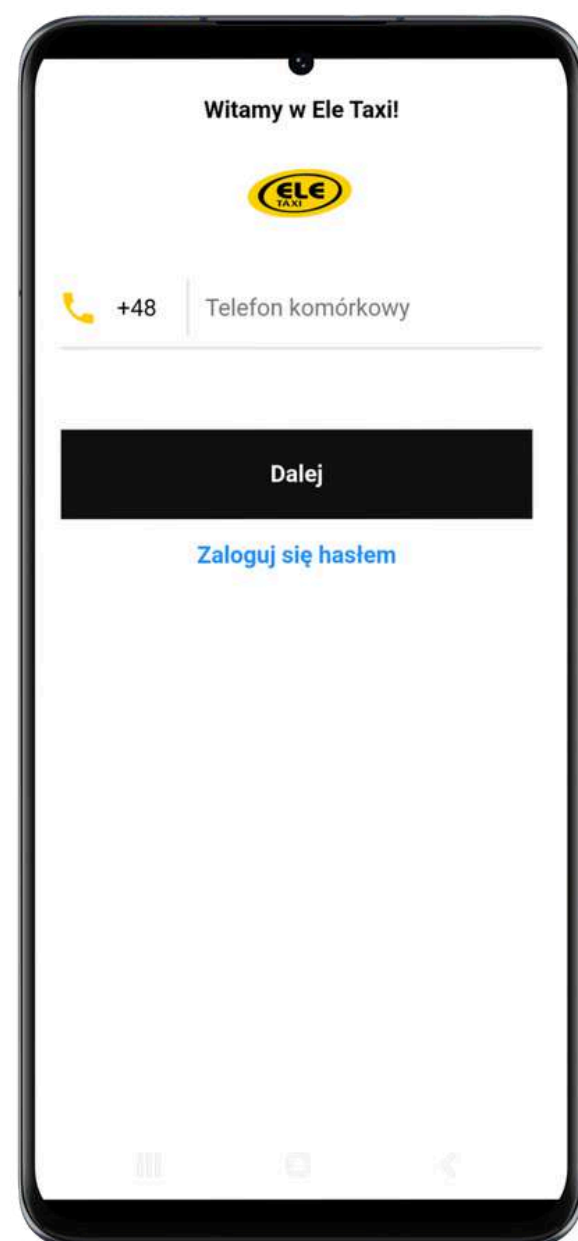 Witamy w Ele Taxi!
ELE
TAXI
+48 Telefon komórkowy
Dalej
Zaloguj się hasłem